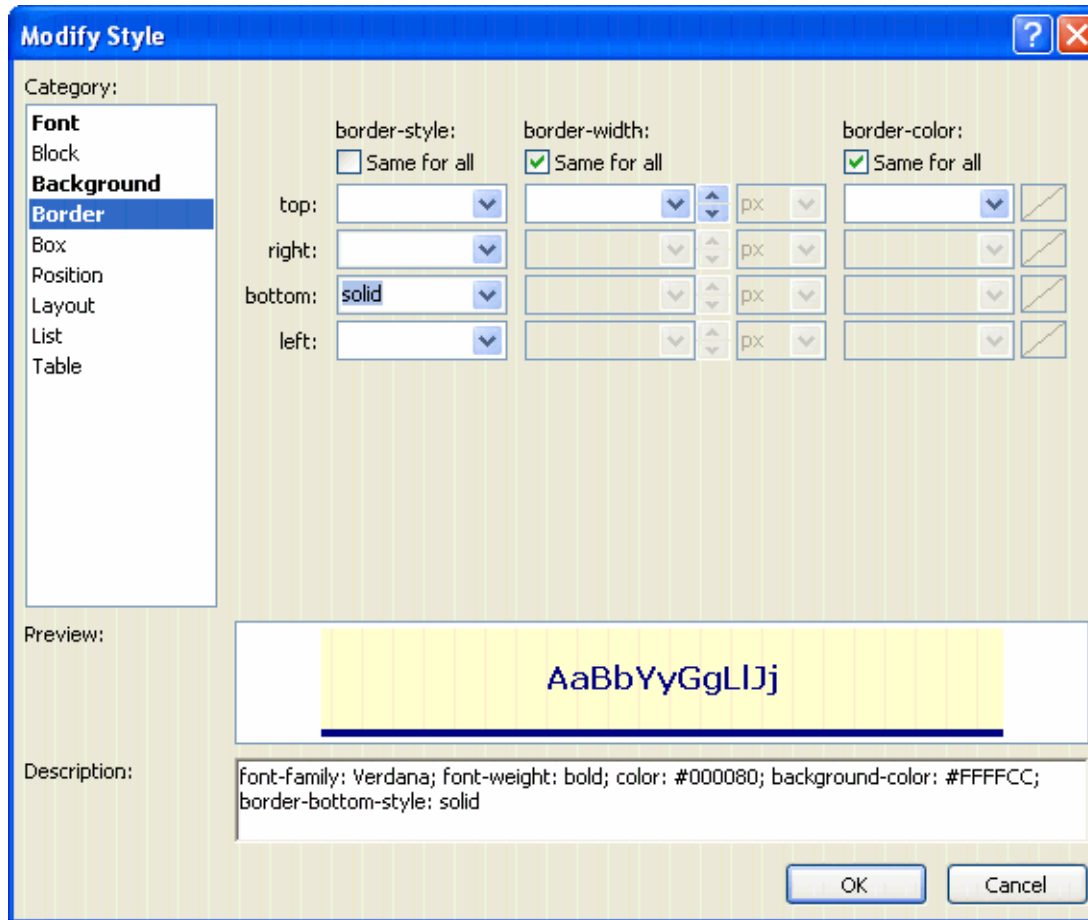 Modify Style
Category:
Font
Block
Background
Border
Box
Position
Layout
List
Table
border-style: border-width: border-color:
Same for all Same for all Same for all
top: px
right: px
bottom: solid px
left: px
Preview:
AaBbYyGgLlJj
Description:
font-family: Verdana; font-weight: bold; color: #000080; background-color: #FFFFCC;
border-bottom-style: solid
OK Cancel